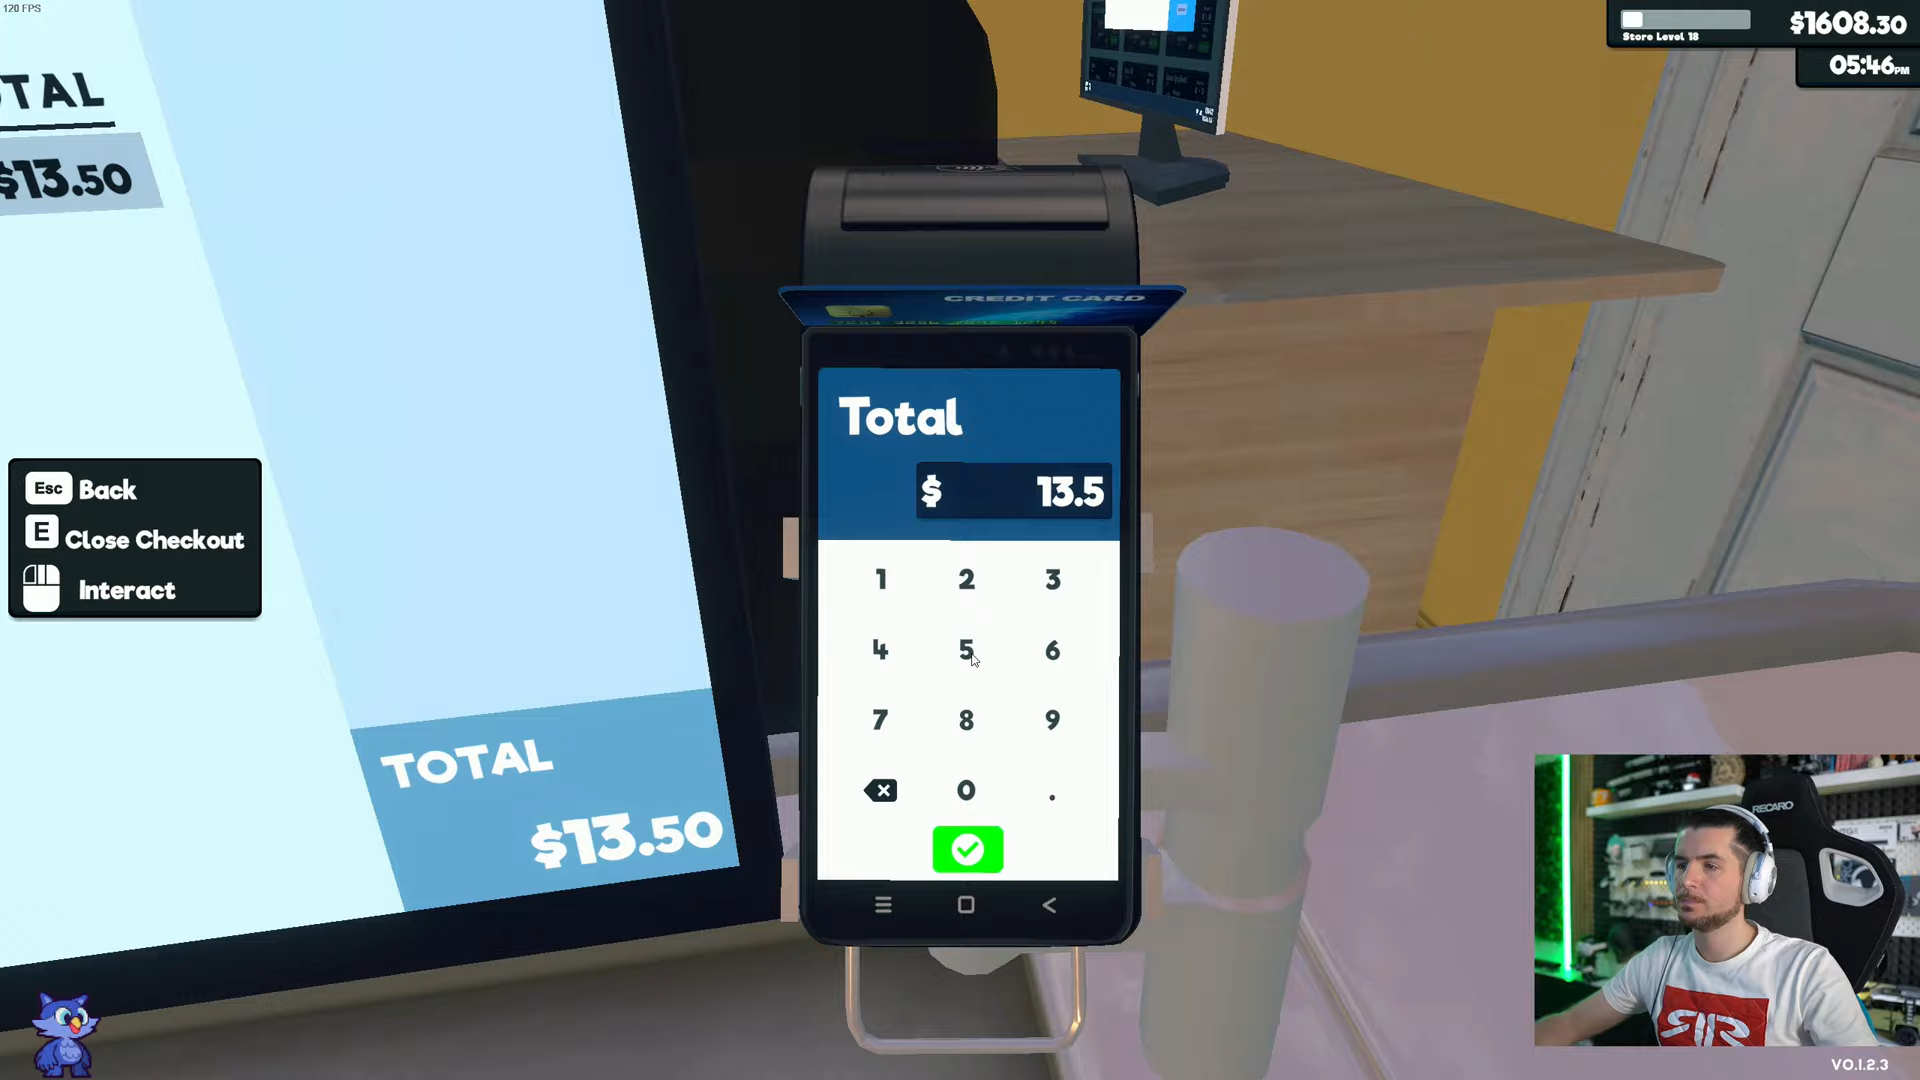 120 FPS
$1608.30
Store Level 18
05:46PM
TAL
$13.50
CREDIT CARD
Total
$ 13.5
1 2 3
4 5 6
7 8 9
0 .
Esc Back
E Close Checkout
Interact
TOTAL
$13.50
RECARO
V0.1.2.3